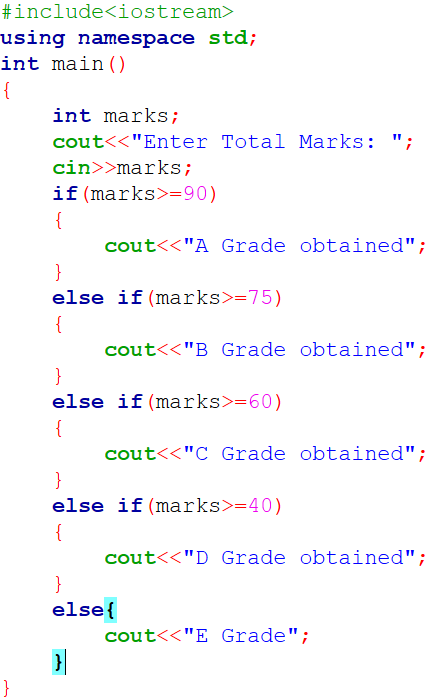 #include<iostream>
using namespace std;
int main()
{
    int marks;
    cout<<"Enter Total Marks: ";
    cin>>marks;
    if(marks>=90)
    {
        cout<<"A Grade obtained";
    }
    else if(marks>=75)
    {
        cout<<"B Grade obtained";
    }
    else if(marks>=60)
    {
        cout<<"C Grade obtained";
    }
    else if(marks>=40)
    {
        cout<<"D Grade obtained";
    }
    else{
        cout<<"E Grade";
    }
}